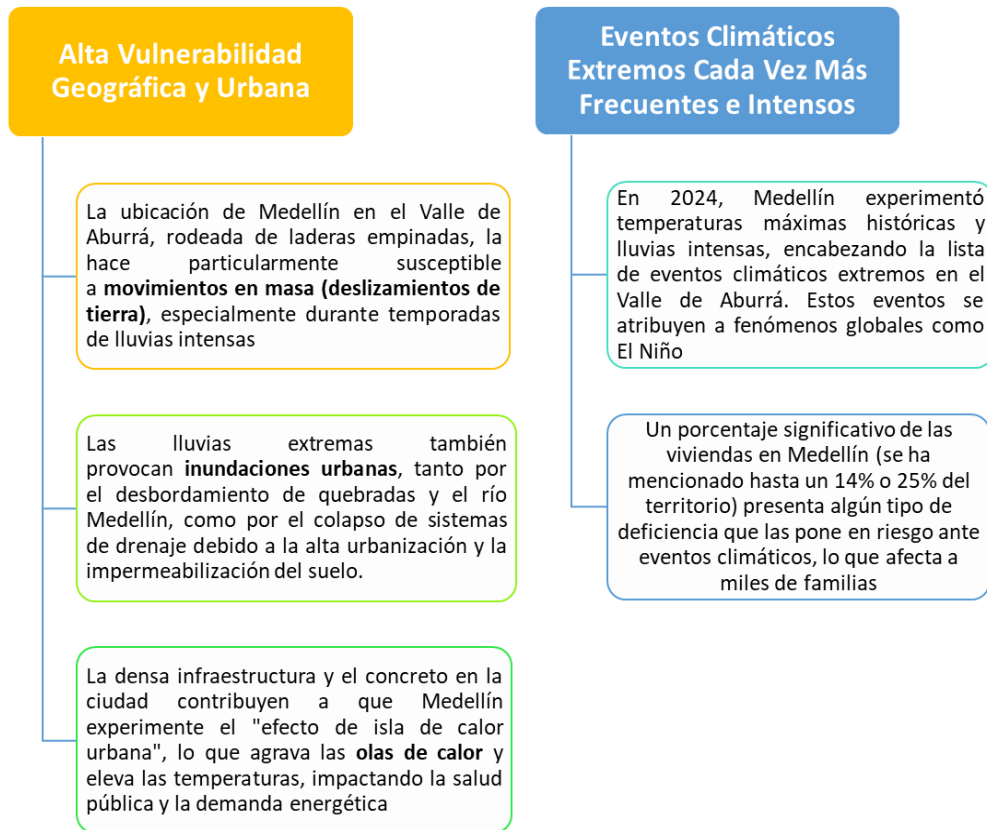 Alta Vulnerabilidad
Geográfica y Urbana
La ubicación de Medellín en el Valle de
Aburrá, rodeada de laderas empinadas, la
hace particularmente susceptible
a movimientos en masa (deslizamientos de
tierra), especialmente durante temporadas
de lluvias intensas
Las lluvias extremas también
provocan inundaciones urbanas, tanto por
el desbordamiento de quebradas y el río
Medellín, como por el colapso de sistemas
de drenaje debido a la alta urbanización y la
impermeabilización del suelo.
La densa infraestructura y el concreto en la
ciudad contribuyen a que Medellín
experimente el "efecto de isla de calor
urbana", lo que agrava las olas de calor y
eleva las temperaturas, impactando la salud
pública y la demanda energética
Eventos Climáticos
Extremos Cada Vez Más
Frecuentes e Intensos
En 2024, Medellín experimentó
temperaturas máximas históricas y
lluvias intensas, encabezando la lista
de eventos climáticos extremos en el
Valle de Aburrá. Estos eventos se
atribuyen a fenómenos globales como
El Niño
Un porcentaje significativo de las
viviendas en Medellín (se ha
mencionado hasta un 14% o 25% del
territorio) presenta algún tipo de
deficiencia que las pone en riesgo ante
eventos climáticos, lo que afecta a
miles de familias